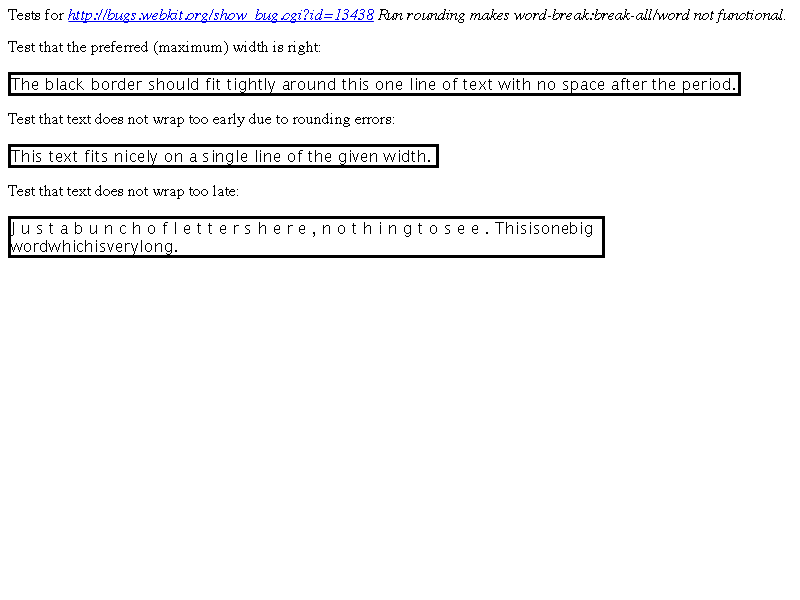 Tests for http://bugs.webkit.org/show_bug.cgi?id=13438 Run rounding makes word-break:break-all/word not functional.
Test that the preferred (maximum) width is right:
The black border should fit tightly around this one line of text with no space after the period.
Test that text does not wrap too early due to rounding errors:
This text fits nicely on a single line of the given width.
Test that text does not wrap too late:
J u s t a b u n c h o f l e t t e r s h e r e , n o t h i n g t o s e e . Thisisonebig
wordwhichisverylong.